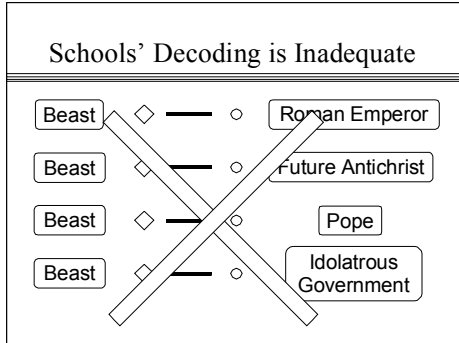 Schools' Decoding is Inadequate
Beast Roman Emperor
Beast Future Antichrist
Beast Pope
Beast Idolatrous
Government